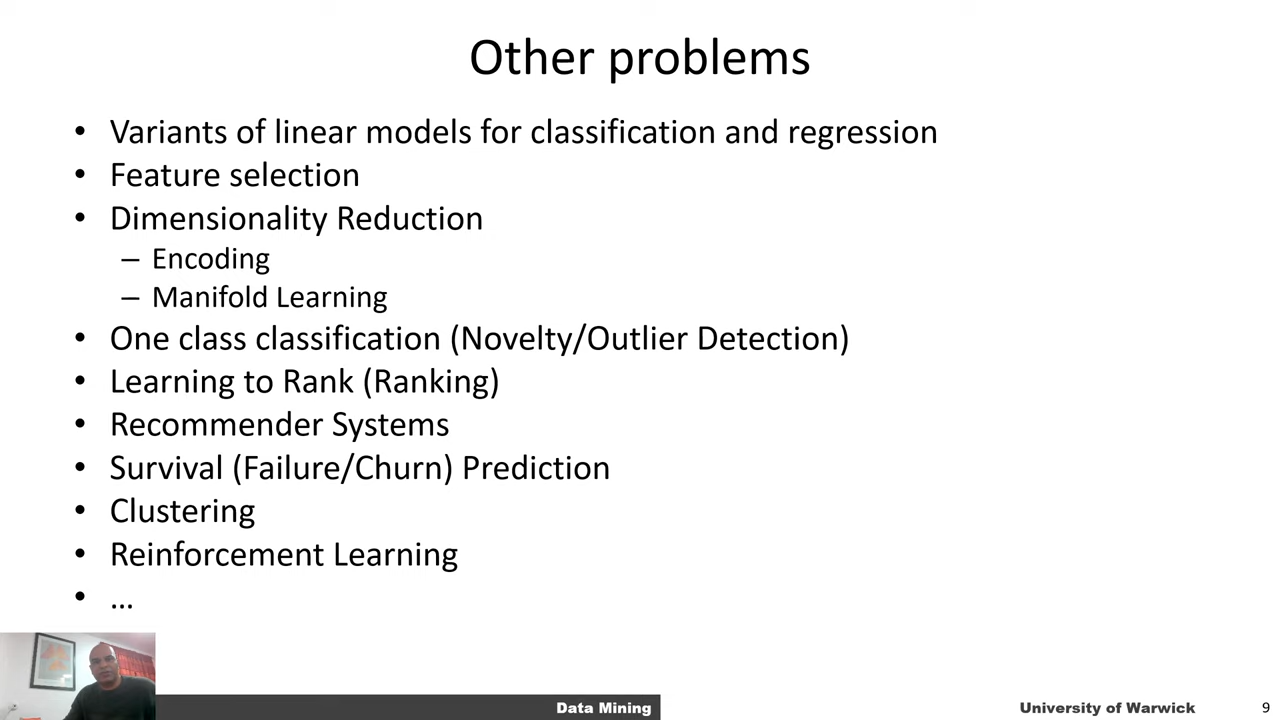 Other problems
• Variants of linear models for classification and regression
• Feature selection
• Dimensionality Reduction
– Encoding
– Manifold Learning
• One class classification (Novelty/Outlier Detection)
• Learning to Rank (Ranking)
• Recommender Systems
• Survival (Failure/Churn) Prediction
• Clustering
• Reinforcement Learning
• ...
Data Mining
University of Warwick
9